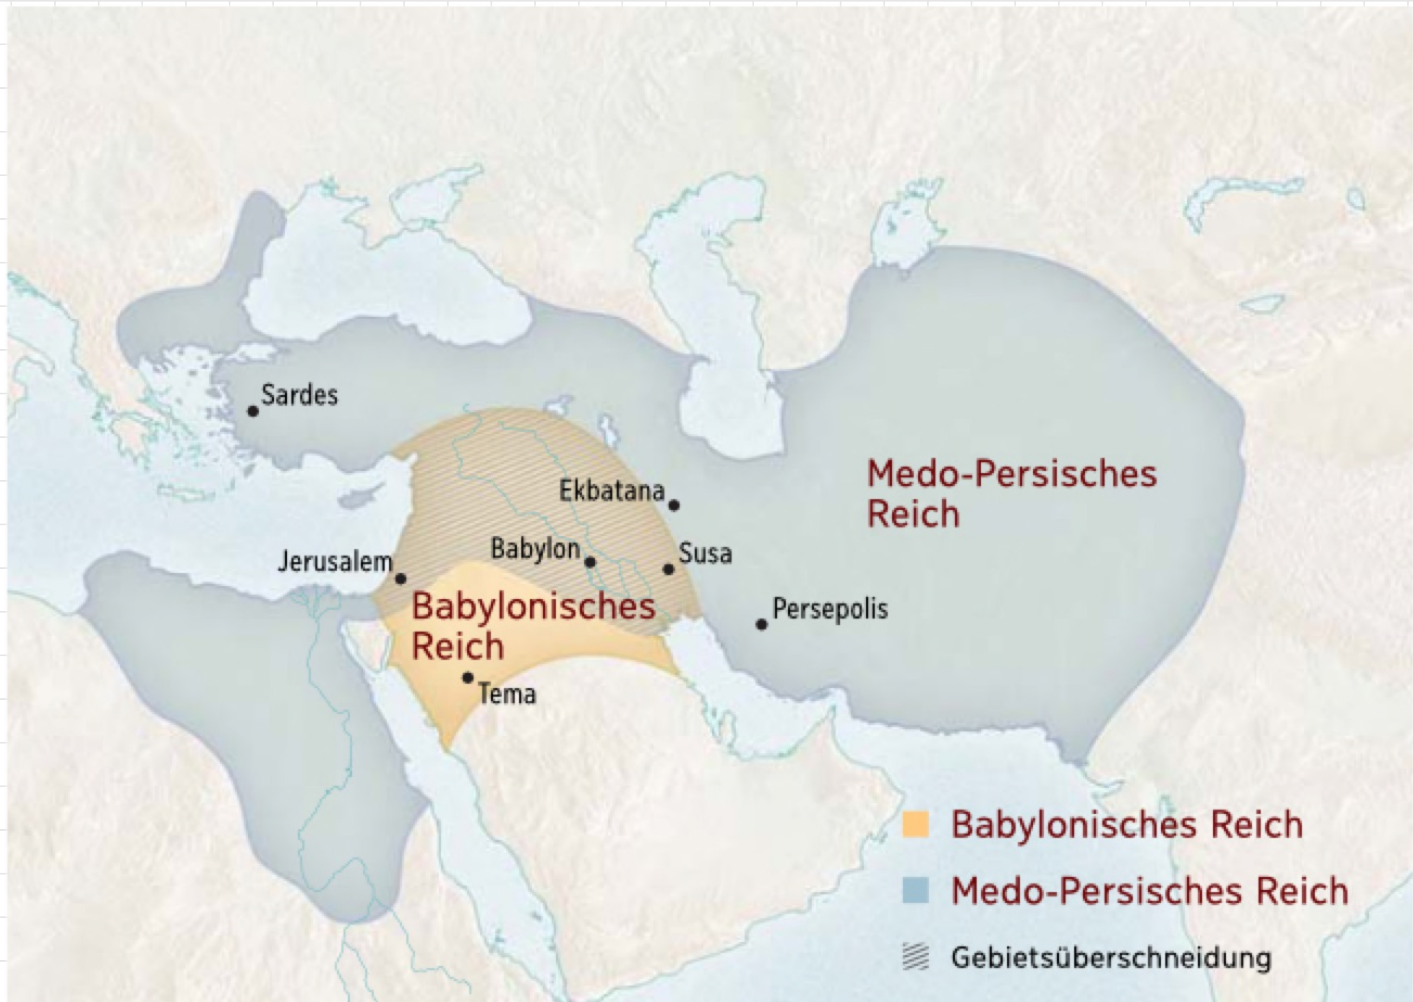 Sardes
Medo-Persisches
Reich
Ekbatana
Babylon
Susa
Jerusalem
Babylonisches
Reich
Persepolis
Tema
Babylonisches Reich
Medo-Persisches Reich
Gebietsüberschneidung